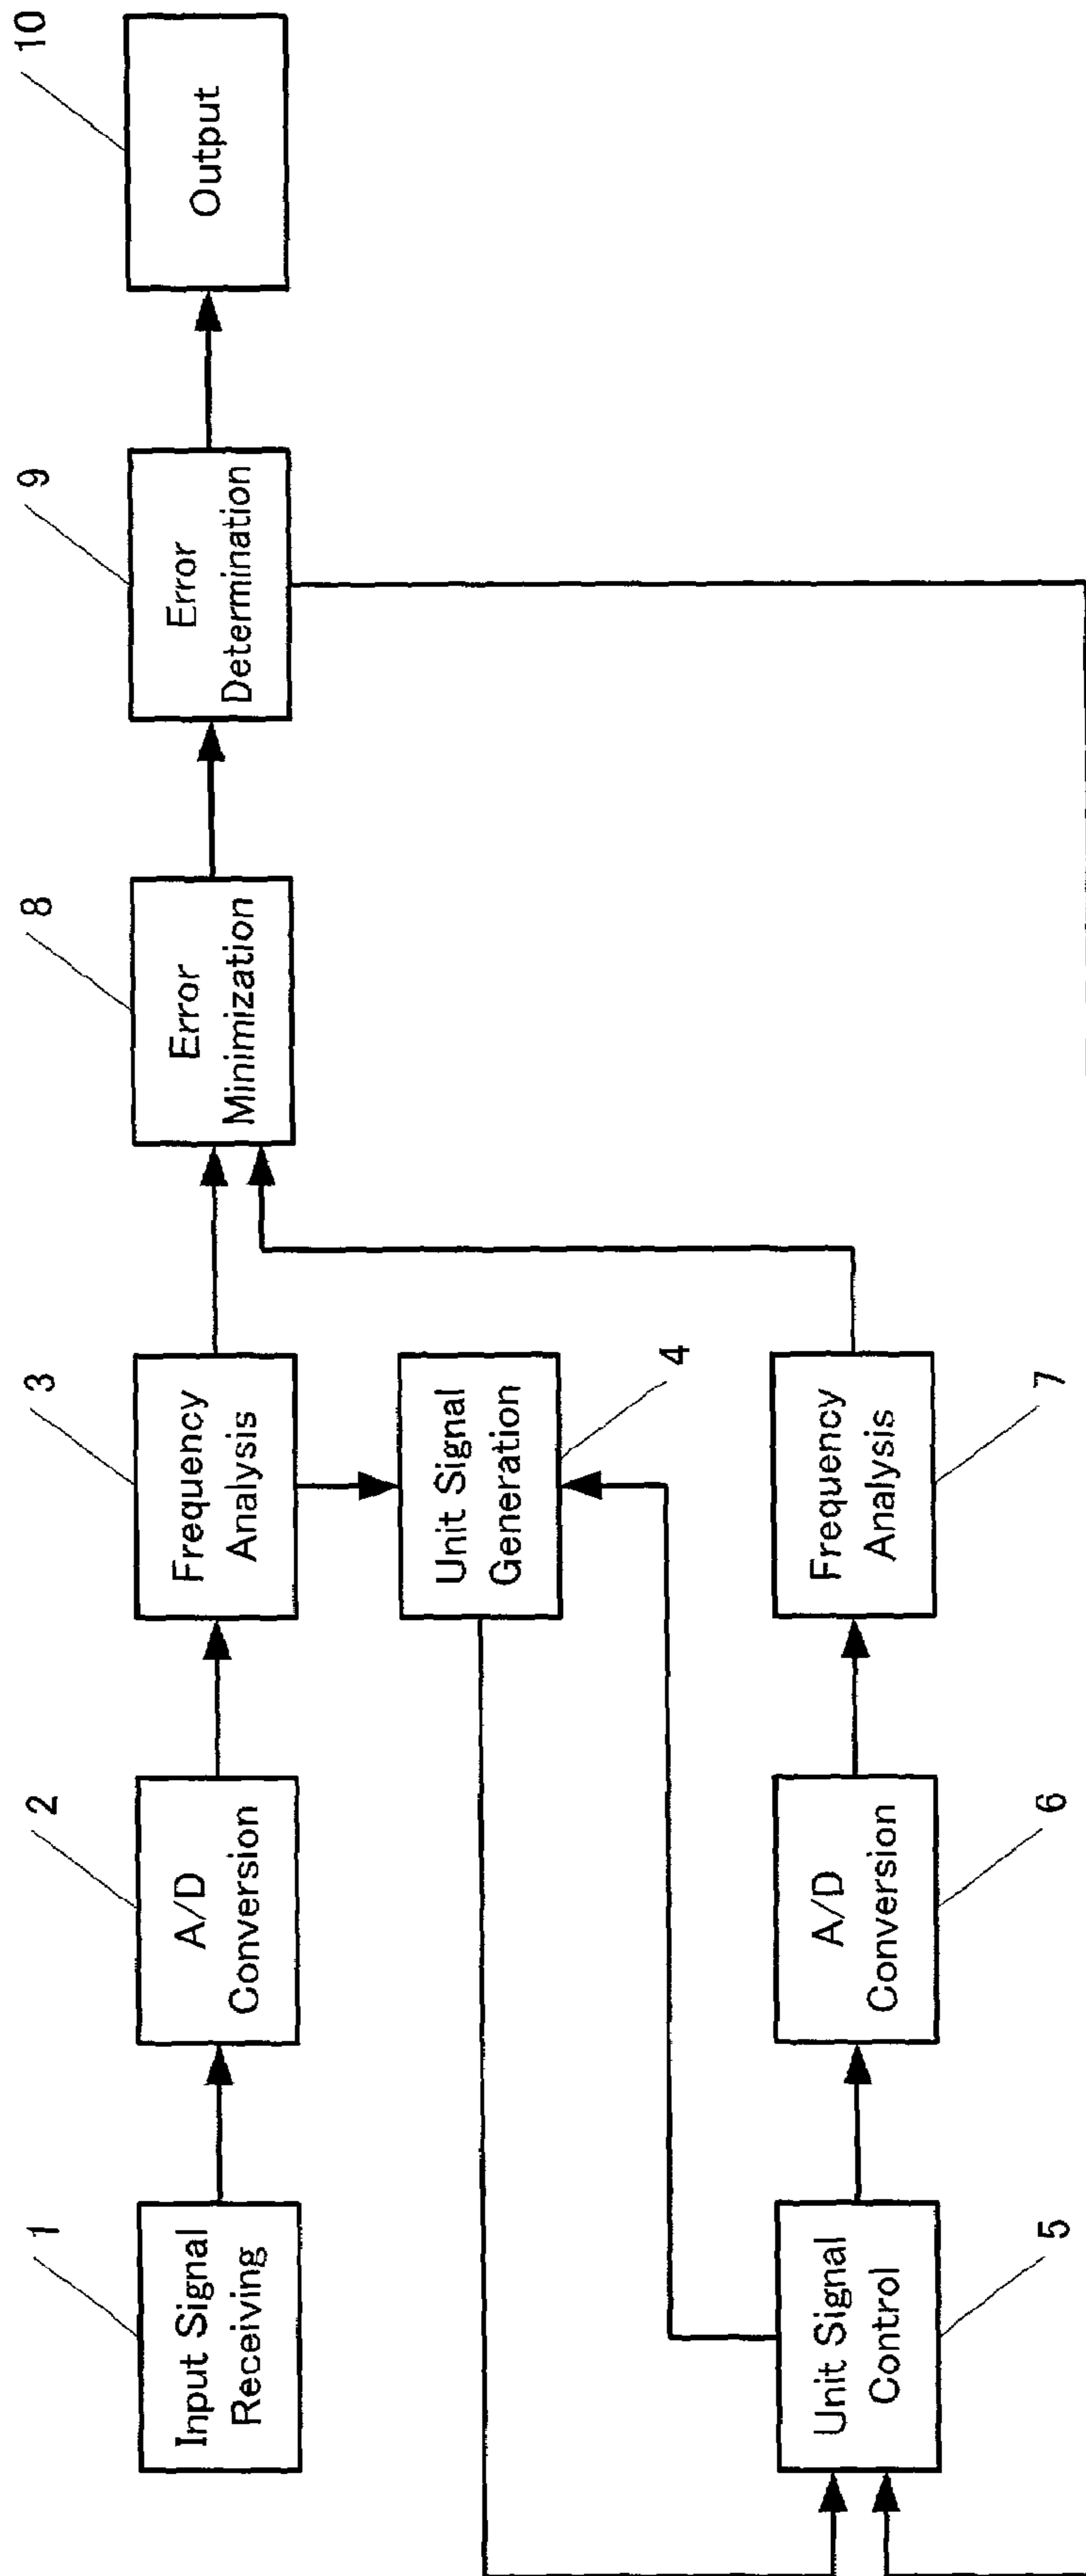 1
Input Signal
Receiving
2
A/D
Conversion
3
Frequency
Analysis
8
Error
Minimization
9
Error
Determination
10
Output
Unit Signal
Generation
4
Unit Signal
Control
5
A/D
Conversion
6
Frequency
Analysis
7